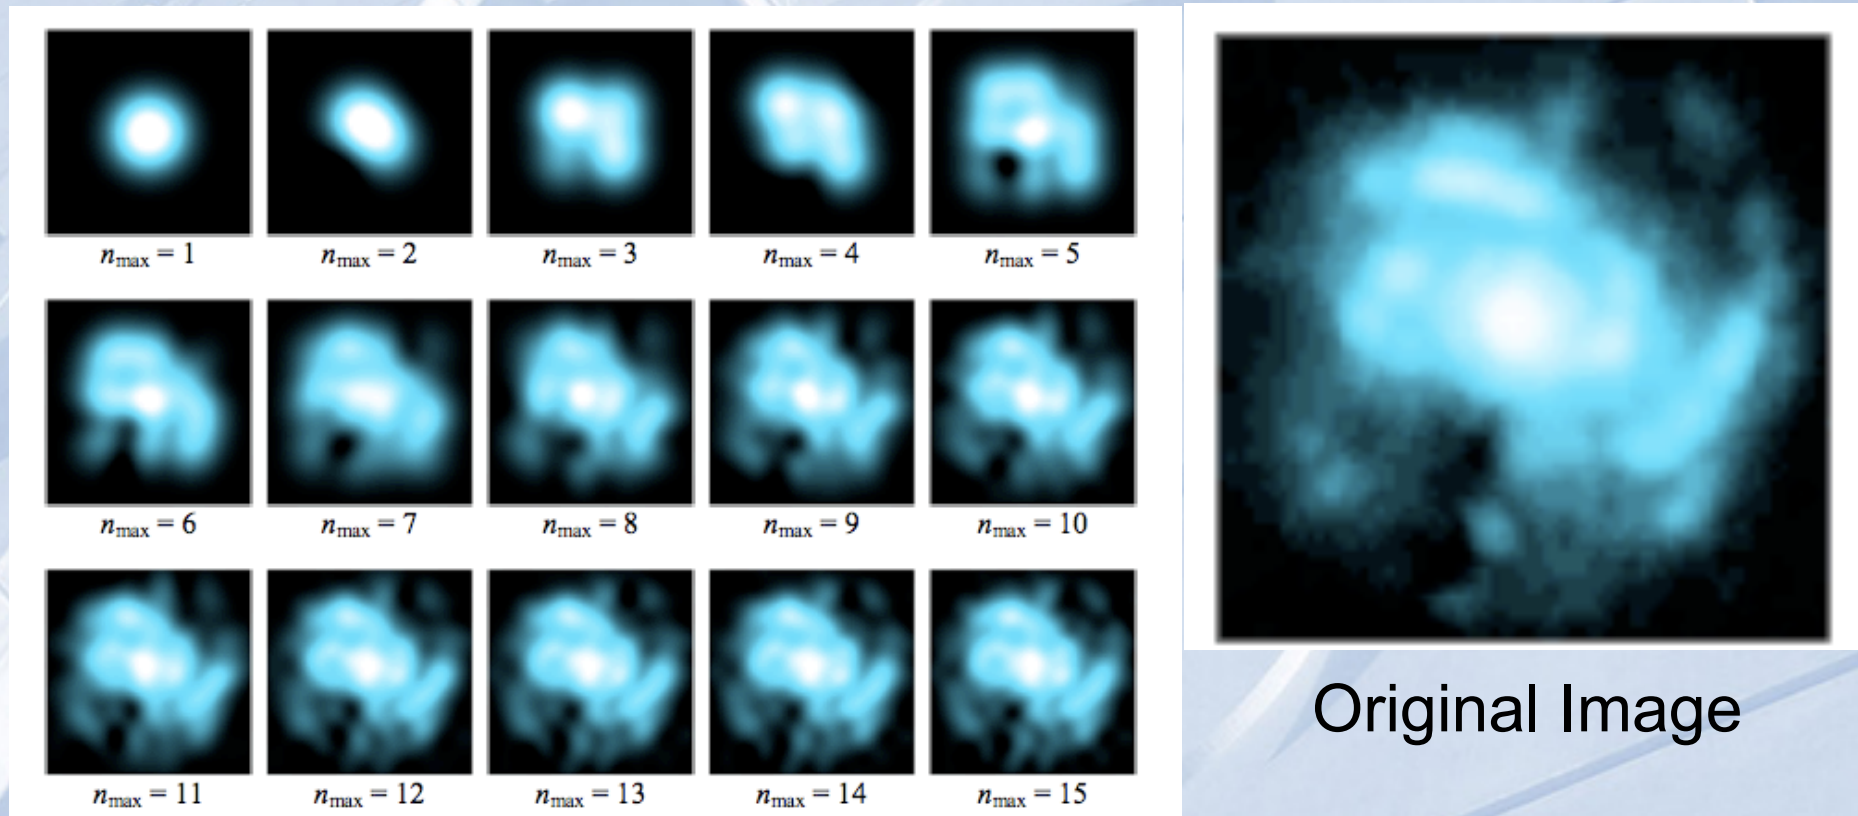 n_max = 1
n_max = 2
n_max = 3
n_max = 4
n_max = 5
n_max = 6
n_max = 7
n_max = 8
n_max = 9
n_max = 10
n_max = 11
n_max = 12
n_max = 13
n_max = 14
n_max = 15
Original Image